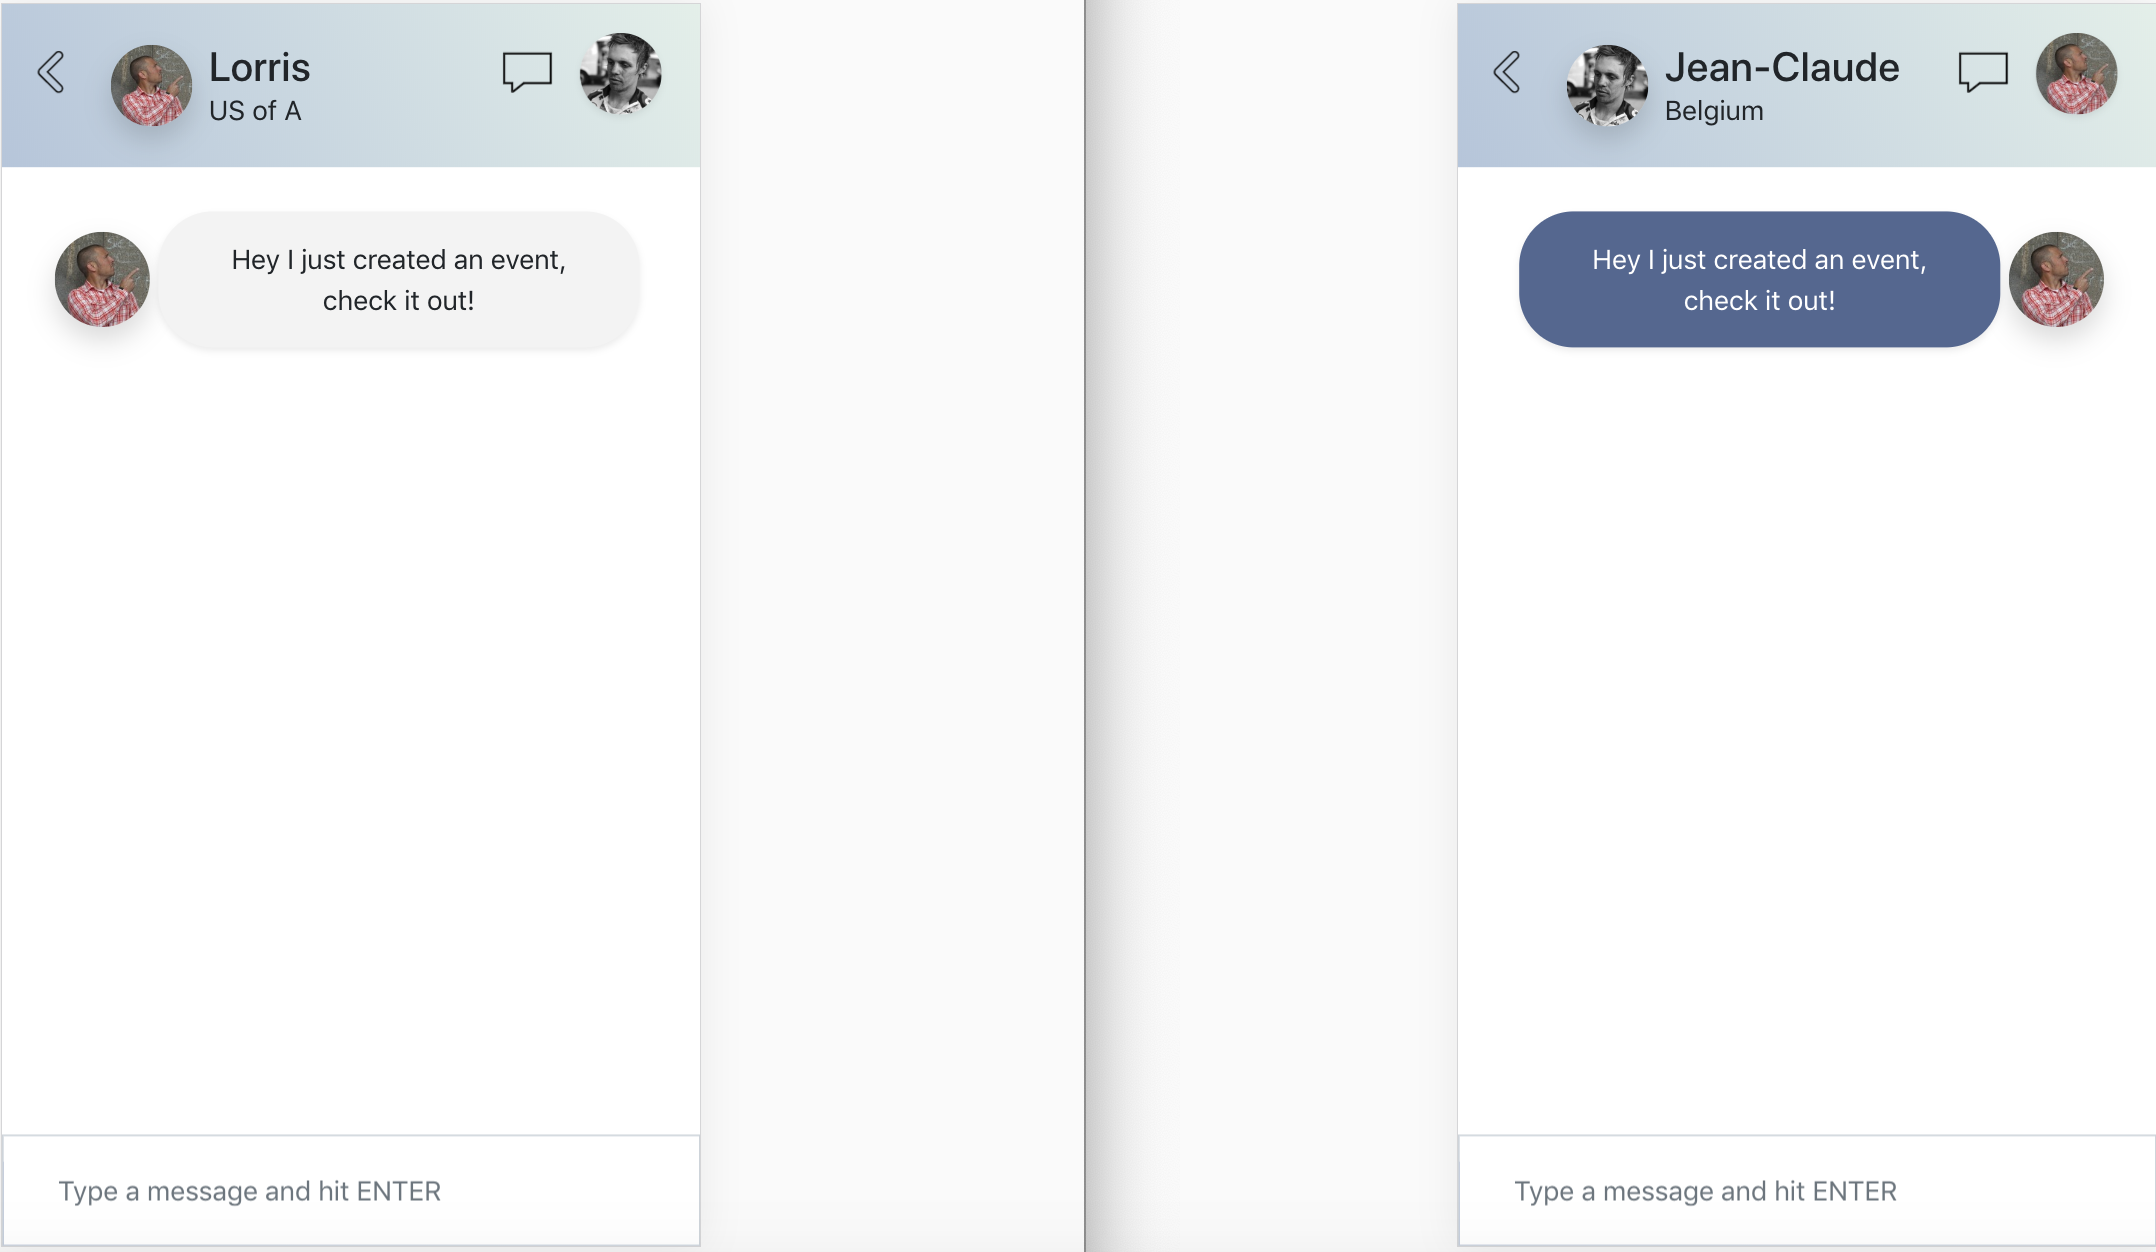 Lorris
US of A
Hey I just created an event,
check it out!
Type a message and hit ENTER
Jean-Claude
Belgium
Hey I just created an event,
check it out!
Type a message and hit ENTER